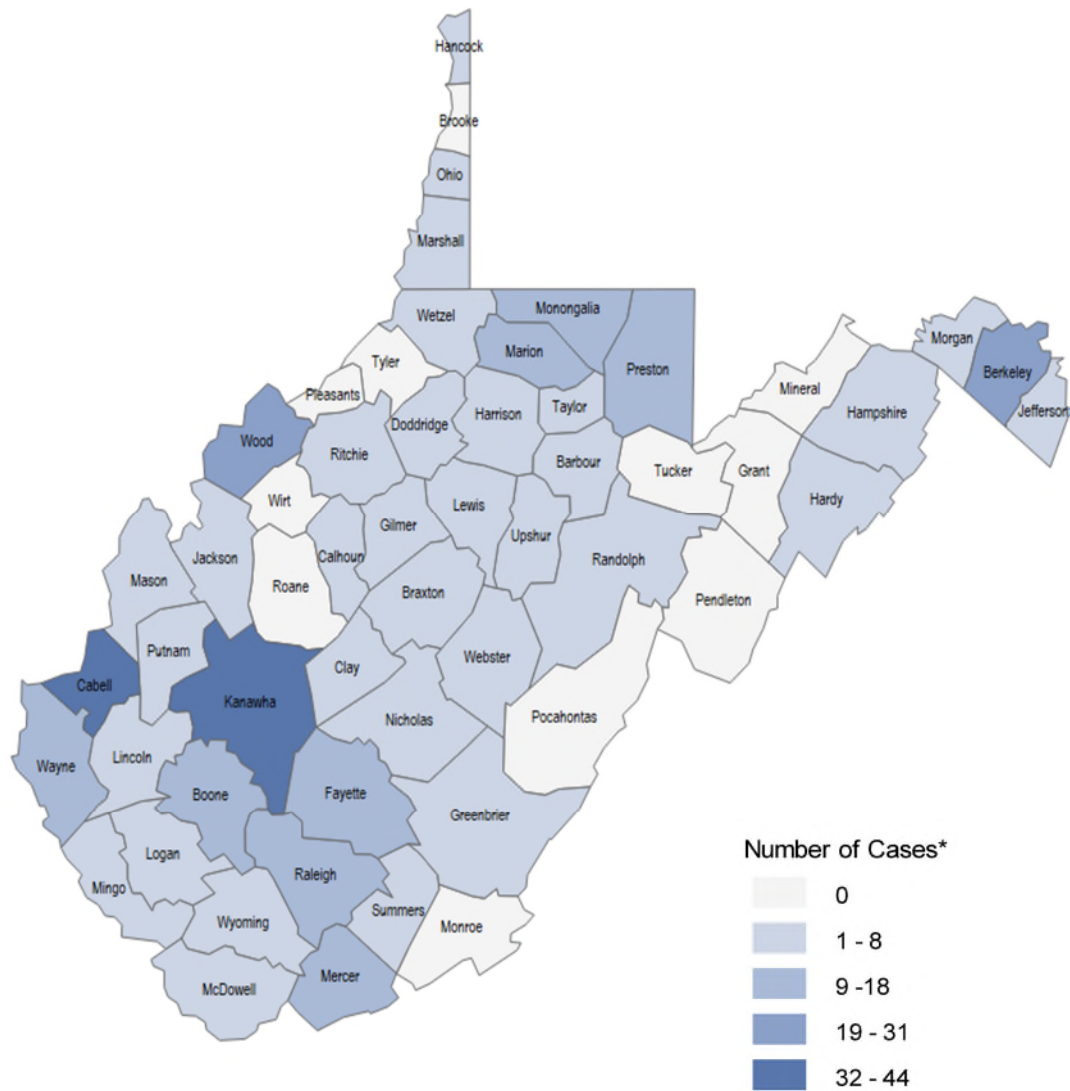 Hancock
Brooke
Ohio
Marshall
Wetzel
Monongalia
Marion
Preston
Tyler
Pleasants
Doddridge
Harrison
Taylor
Wood
Ritchie
Barbour
Tucker
Grant
Mineral
Hampshire
Morgan
Berkeley
Jefferson
Hardy
Wirt
Gilmer
Lewis
Upshur
Calhoun
Randolph
Jackson
Mason
Roane
Braxton
Pendleton
Putnam
Clay
Webster
Cabell
Kanawha
Nicholas
Pocahontas
Wayne
Lincoln
Boone
Fayette
Greenbrier
Logan
Mingo
Raleigh
Wyoming
Summers
Monroe
McDowell
Mercer
Number of Cases*
0
1 - 8
9 -18
19 - 31
32 - 44